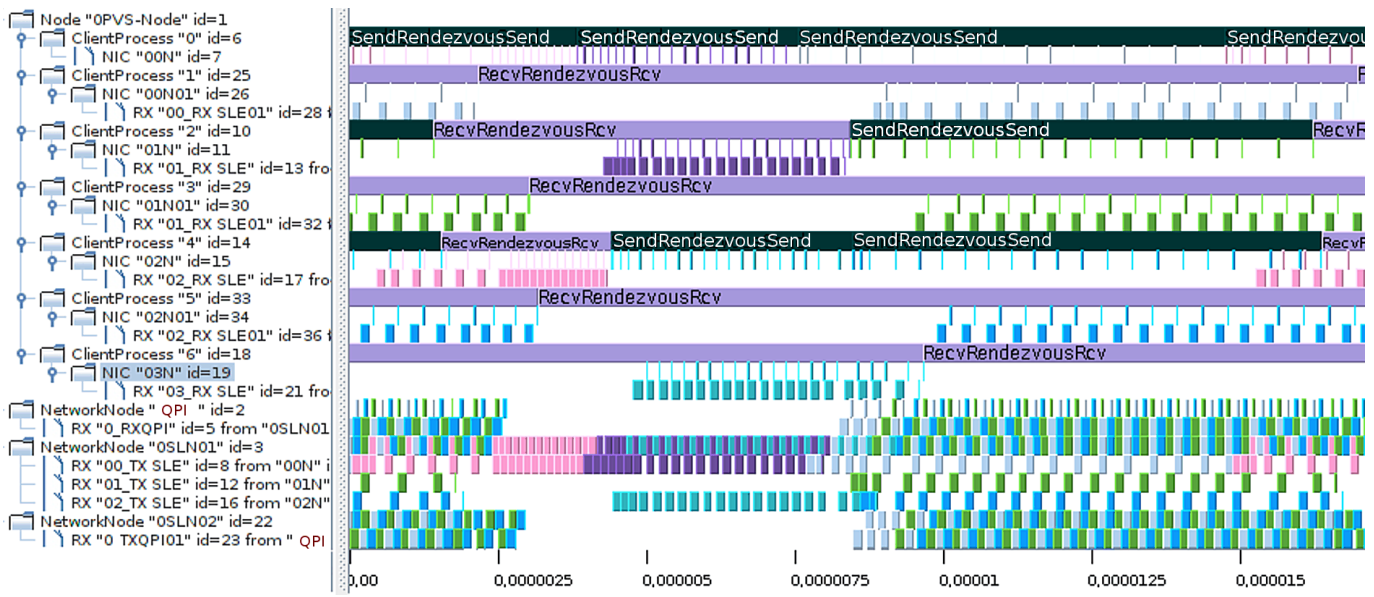 Node "0PVS-Node" id=1
ClientProcess "0" id=6 SendRendezvousSend SendRendezvousSend SendRendezvousSend SendRendezvou
NIC "00N" id=7
ClientProcess "1" id=25 RecvRendezvousRcv F
NIC "00N01" id=26
RX "00_RX SLE01" id=28 f
ClientProcess "2" id=10 RecvRendezvousRcv SendRendezvousSend RecvR
NIC "01N" id=11
RX "01_RX SLE" id=13 fro
ClientProcess "3" id=29 RecvRendezvousRcv
NIC "01N01" id=30
RX "01_RX SLE01" id=32 f
ClientProcess "4" id=14 RecvRendezvousRcv SendRendezvousSend SendRendezvousSend RecvF
NIC "02N" id=15
RX "02_RX SLE" id=17 fro
ClientProcess "5" id=33 RecvRendezvousRcv
NIC "02N01" id=34
RX "02_RX SLE01" id=36 f
ClientProcess "6" id=18 RecvRendezvousRcv
NIC "03N" id=19
RX "03_RX SLE" id=21 fro
NetworkNode " QPI " id=2
RX "0_RXQPI" id=5 from "0SLN01
NetworkNode "0SLN01" id=3
RX "00_TX SLE" id=8 from "00N" i
RX "01_TX SLE" id=12 from "01N"
RX "02_TX SLE" id=16 from "02N"
NetworkNode "0SLN02" id=22
RX "0 TXQPI01" id=23 from " QPI
0,00 0,0000025 0,000005 0,0000075 0,00001 0,0000125 0,000015